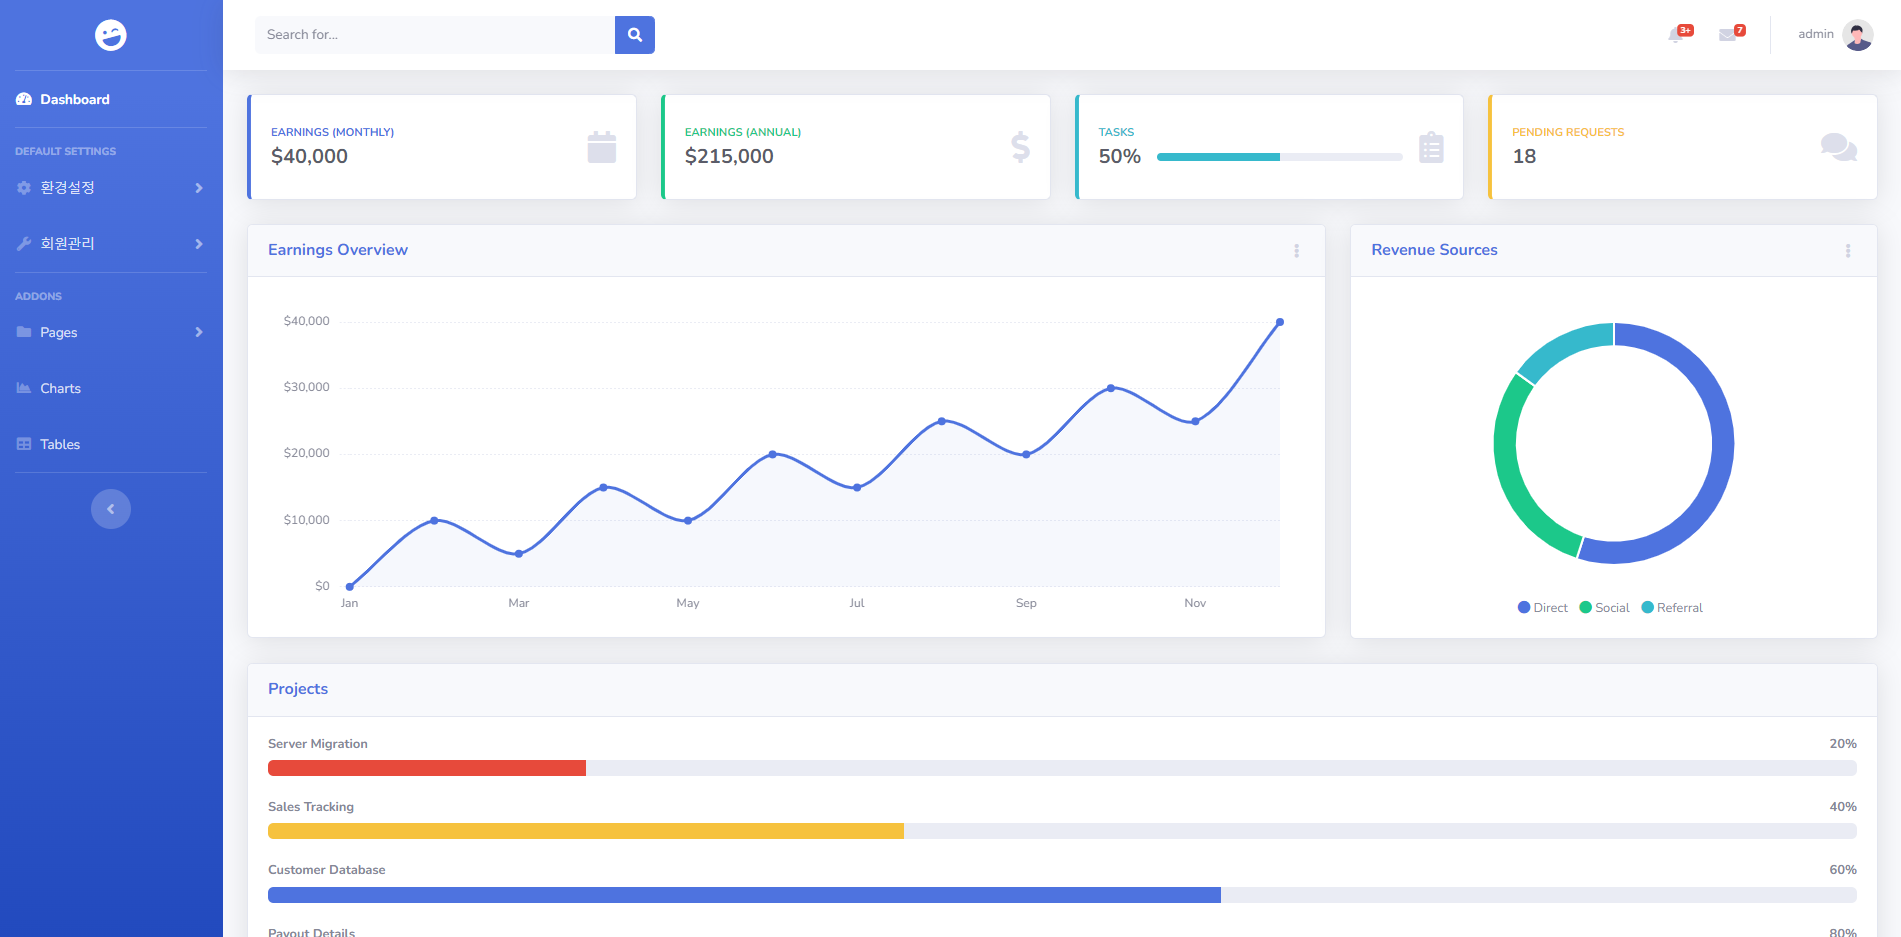 Search for...
3+
7
admin
Dashboard
DEFAULT SETTINGS
환경설정
회원관리
ADDONS
Pages
Charts
Tables
EARNINGS (MONTHLY)
$40,000
EARNINGS (ANNUAL)
$215,000
TASKS
50%
PENDING REQUESTS
18
Earnings Overview
$40,000
$30,000
$20,000
$10,000
$0
Jan Mar May Jul Sep Nov
Revenue Sources
Direct Social Referral
Projects
Server Migration 20%
Sales Tracking 40%
Customer Database 60%
Payout Details 80%